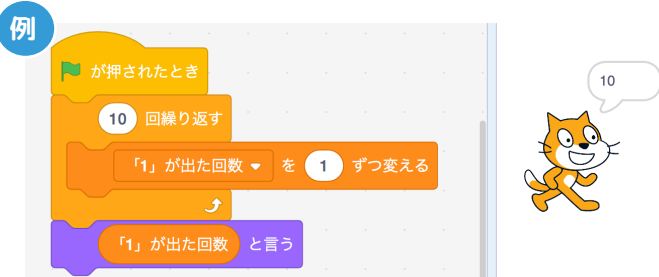 例
が押されたとき
10 回繰り返す
「1」が出た回数 を 1 ずつ変える
「1」が出た回数 と言う
10